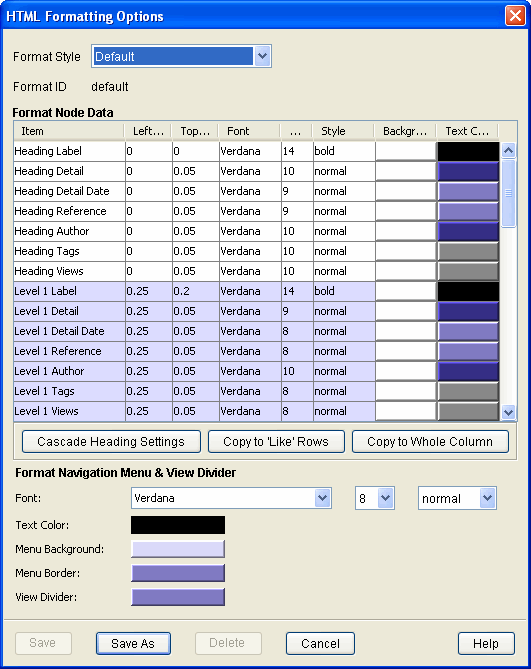 HTML Formatting Options
Format Style Default
Format ID default
Format Node Data
Item Left... Top... Font ... Style Backgr... Text C...
Heading Label 0 0 Verdana 14 bold
Heading Detail 0 0.05 Verdana 10 normal
Heading Detail Date 0 0.05 Verdana 9 normal
Heading Reference 0 0.05 Verdana 9 normal
Heading Author 0 0.05 Verdana 10 normal
Heading Tags 0 0.05 Verdana 10 normal
Heading Views 0 0.05 Verdana 10 normal
Level 1 Label 0.25 0.2 Verdana 14 bold
Level 1 Detail 0.25 0.05 Verdana 9 normal
Level 1 Detail Date 0.25 0.05 Verdana 8 normal
Level 1 Reference 0.25 0.05 Verdana 8 normal
Level 1 Author 0.25 0.05 Verdana 10 normal
Level 1 Tags 0.25 0.05 Verdana 8 normal
Level 1 Views 0.25 0.05 Verdana 8 normal
Cascade Heading Settings Copy to 'Like' Rows Copy to Whole Column
Format Navigation Menu & View Divider
Font: Verdana 8 normal
Text Color:
Menu Background:
Menu Border:
View Divider:
Save Save As Delete Cancel Help